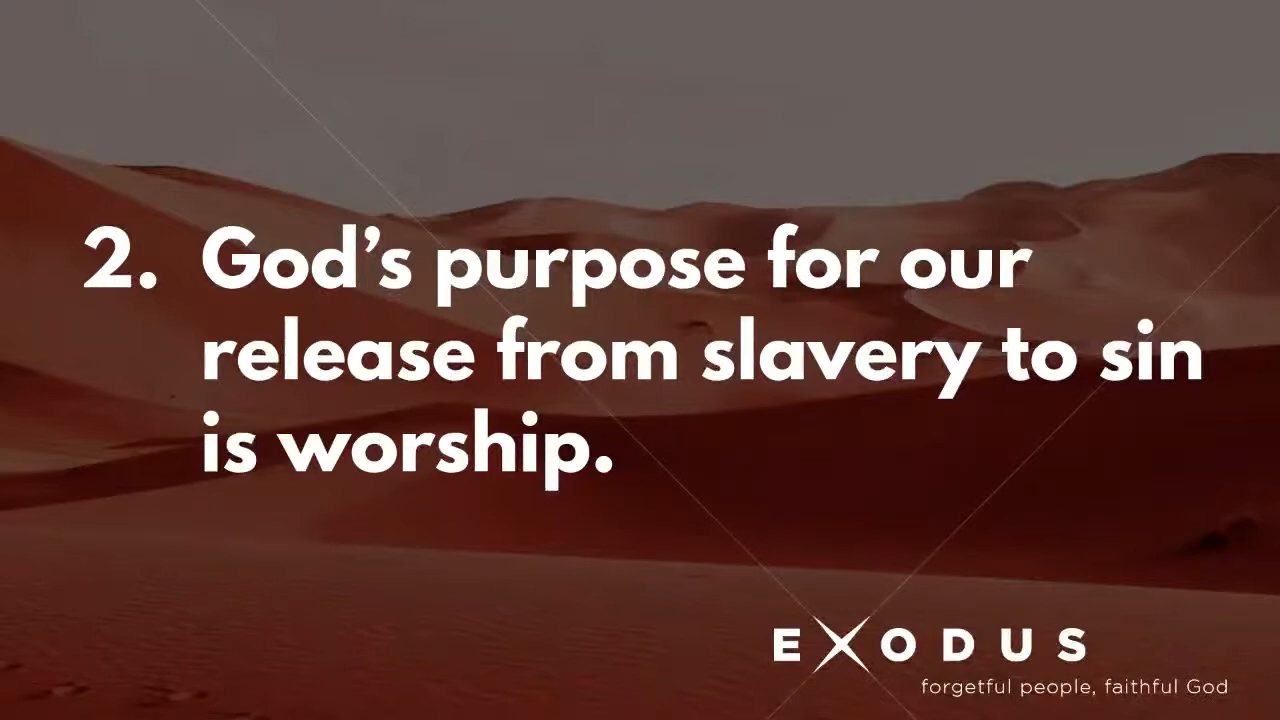 2. God’s purpose for our
release from slavery to sin
is worship.
EXODUS
forgetful people, faithful God